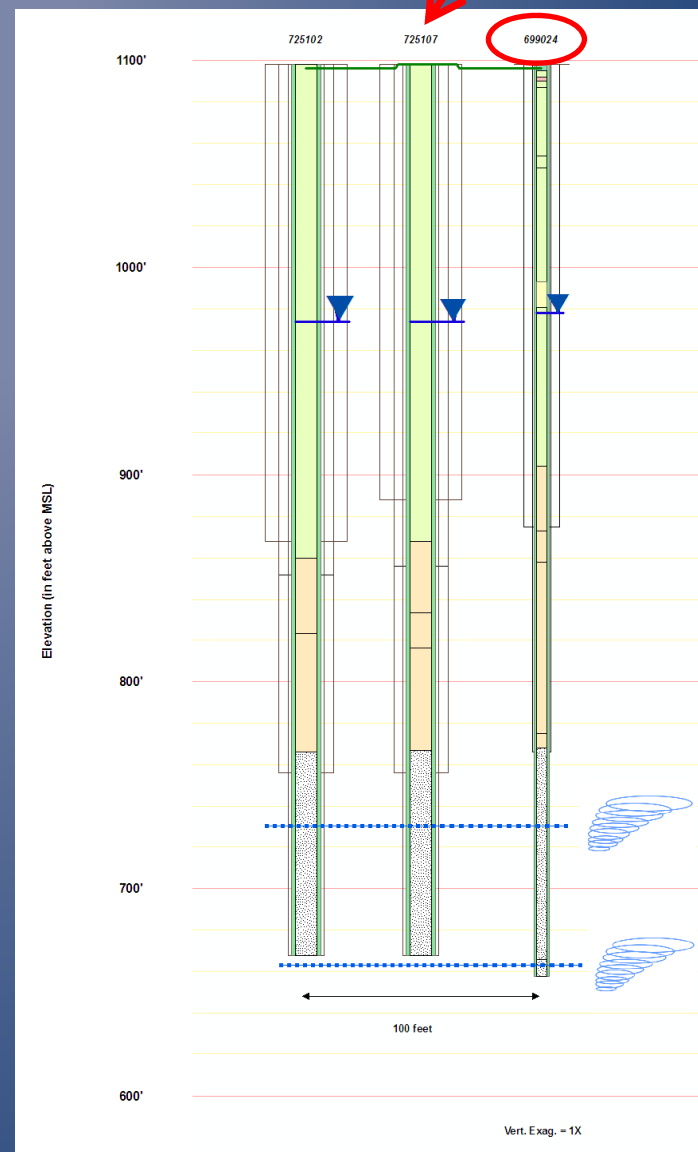 725102 725107 699024
1100'
1000'
900'
Elevation (in feet above MSL)
800'
700'
100 feet
600'
Vert. Exag. = 1X